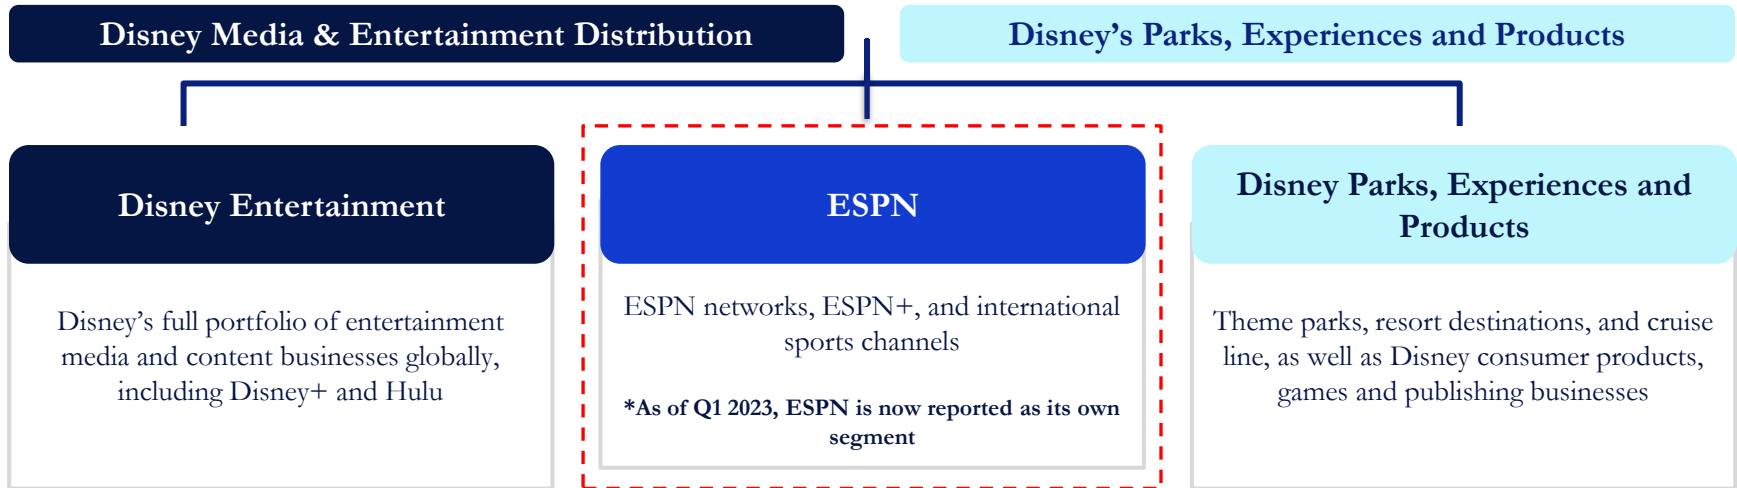 Disney Media & Entertainment Distribution
Disney’s Parks, Experiences and Products
Disney Entertainment
Disney’s full portfolio of entertainment
media and content businesses globally,
including Disney+ and Hulu
ESPN
ESPN networks, ESPN+, and international
sports channels
*As of Q1 2023, ESPN is now reported as its own
segment
Disney Parks, Experiences and
Products
Theme parks, resort destinations, and cruise
line, as well as Disney consumer products,
games and publishing businesses